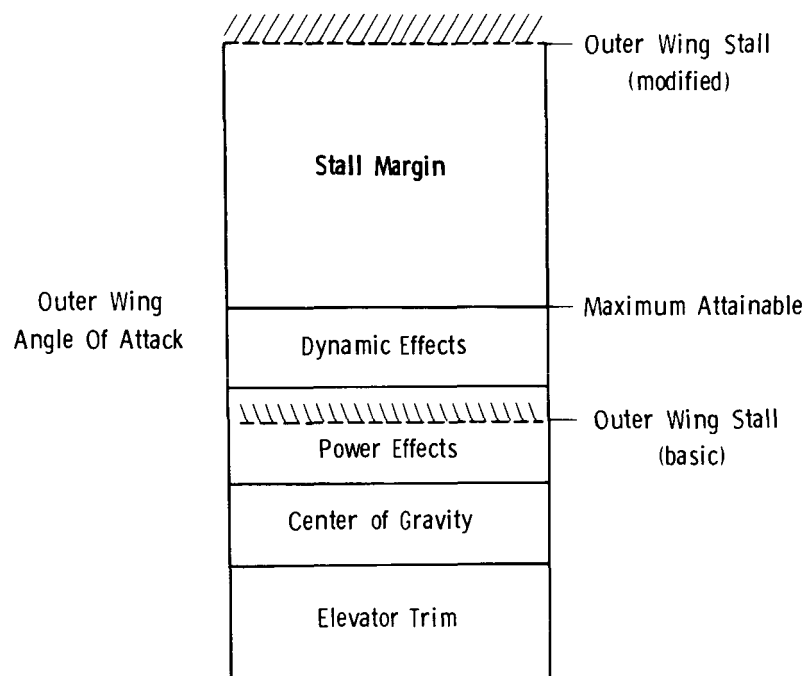 Outer Wing Stall
(modified)
Stall Margin
Outer Wing
Angle Of Attack
Maximum Attainable
Dynamic Effects
Outer Wing Stall
(basic)
Power Effects
Center of Gravity
Elevator Trim